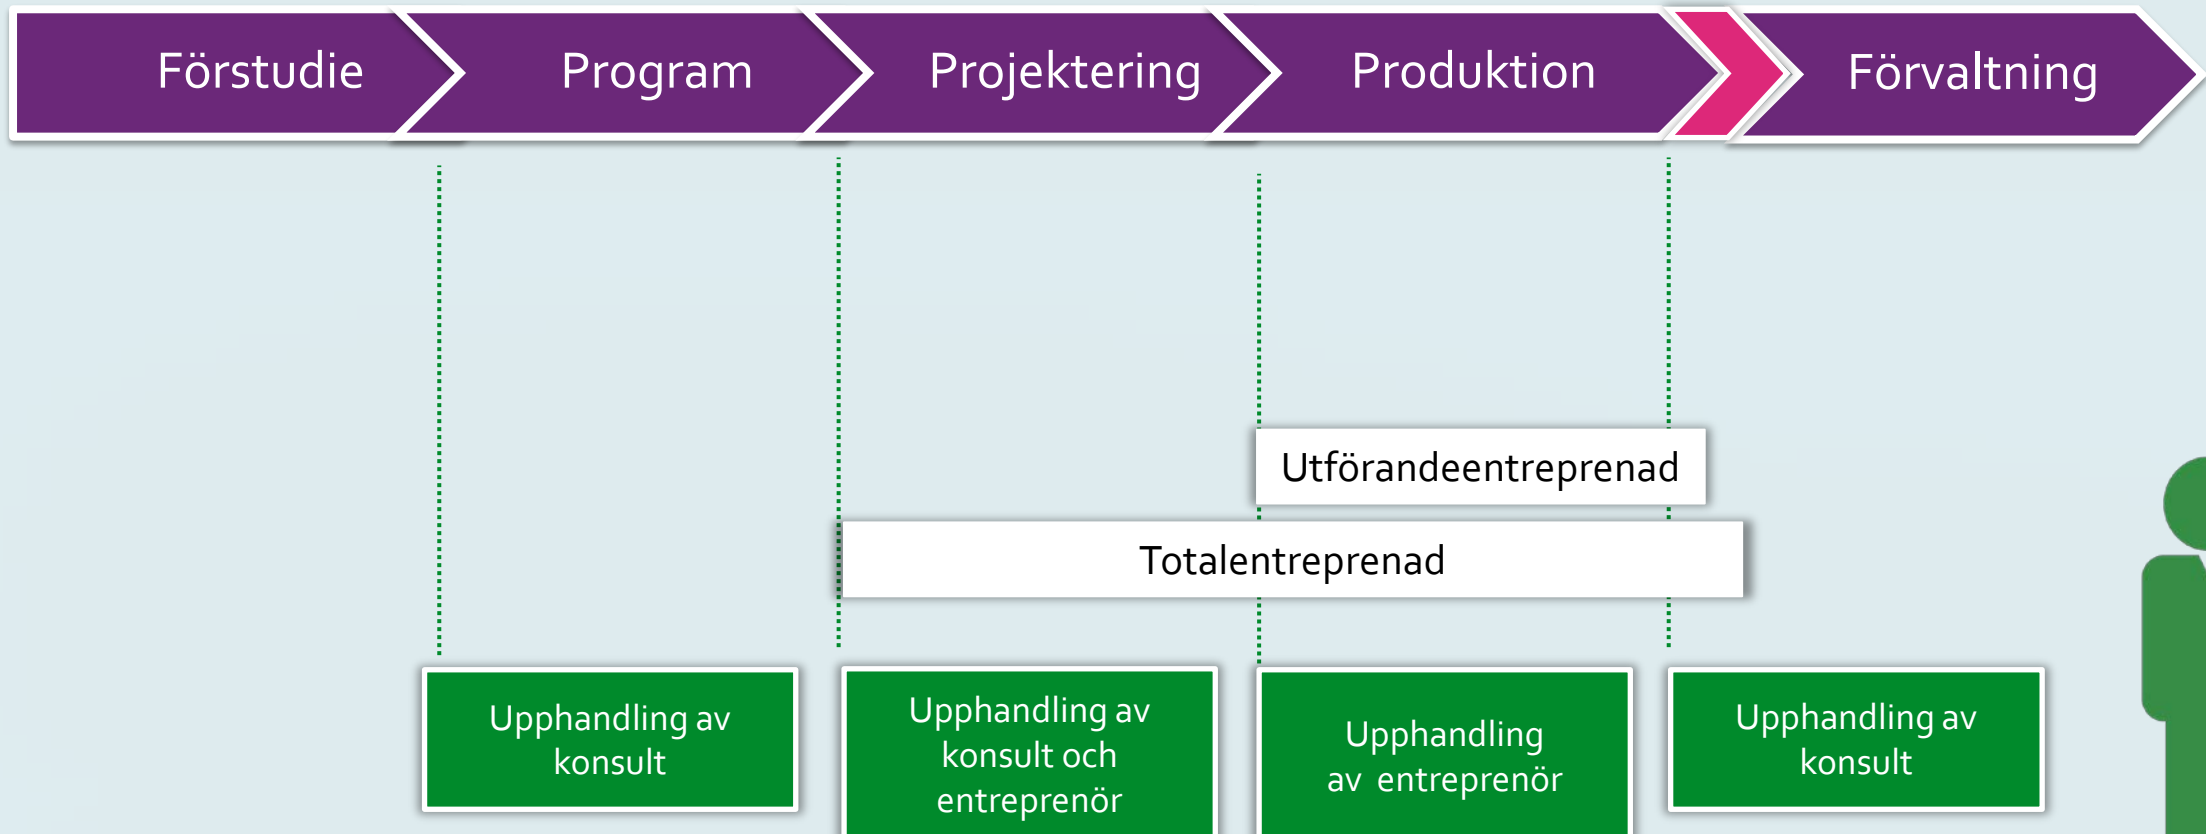 Förstudie
Program
Projektering
Produktion
Förvaltning
Utförandeentreprenad
Totalentreprenad
Upphandling av
konsult
Upphandling av
konsult och
entreprenör
Upphandling
av entreprenör
Upphandling av
konsult